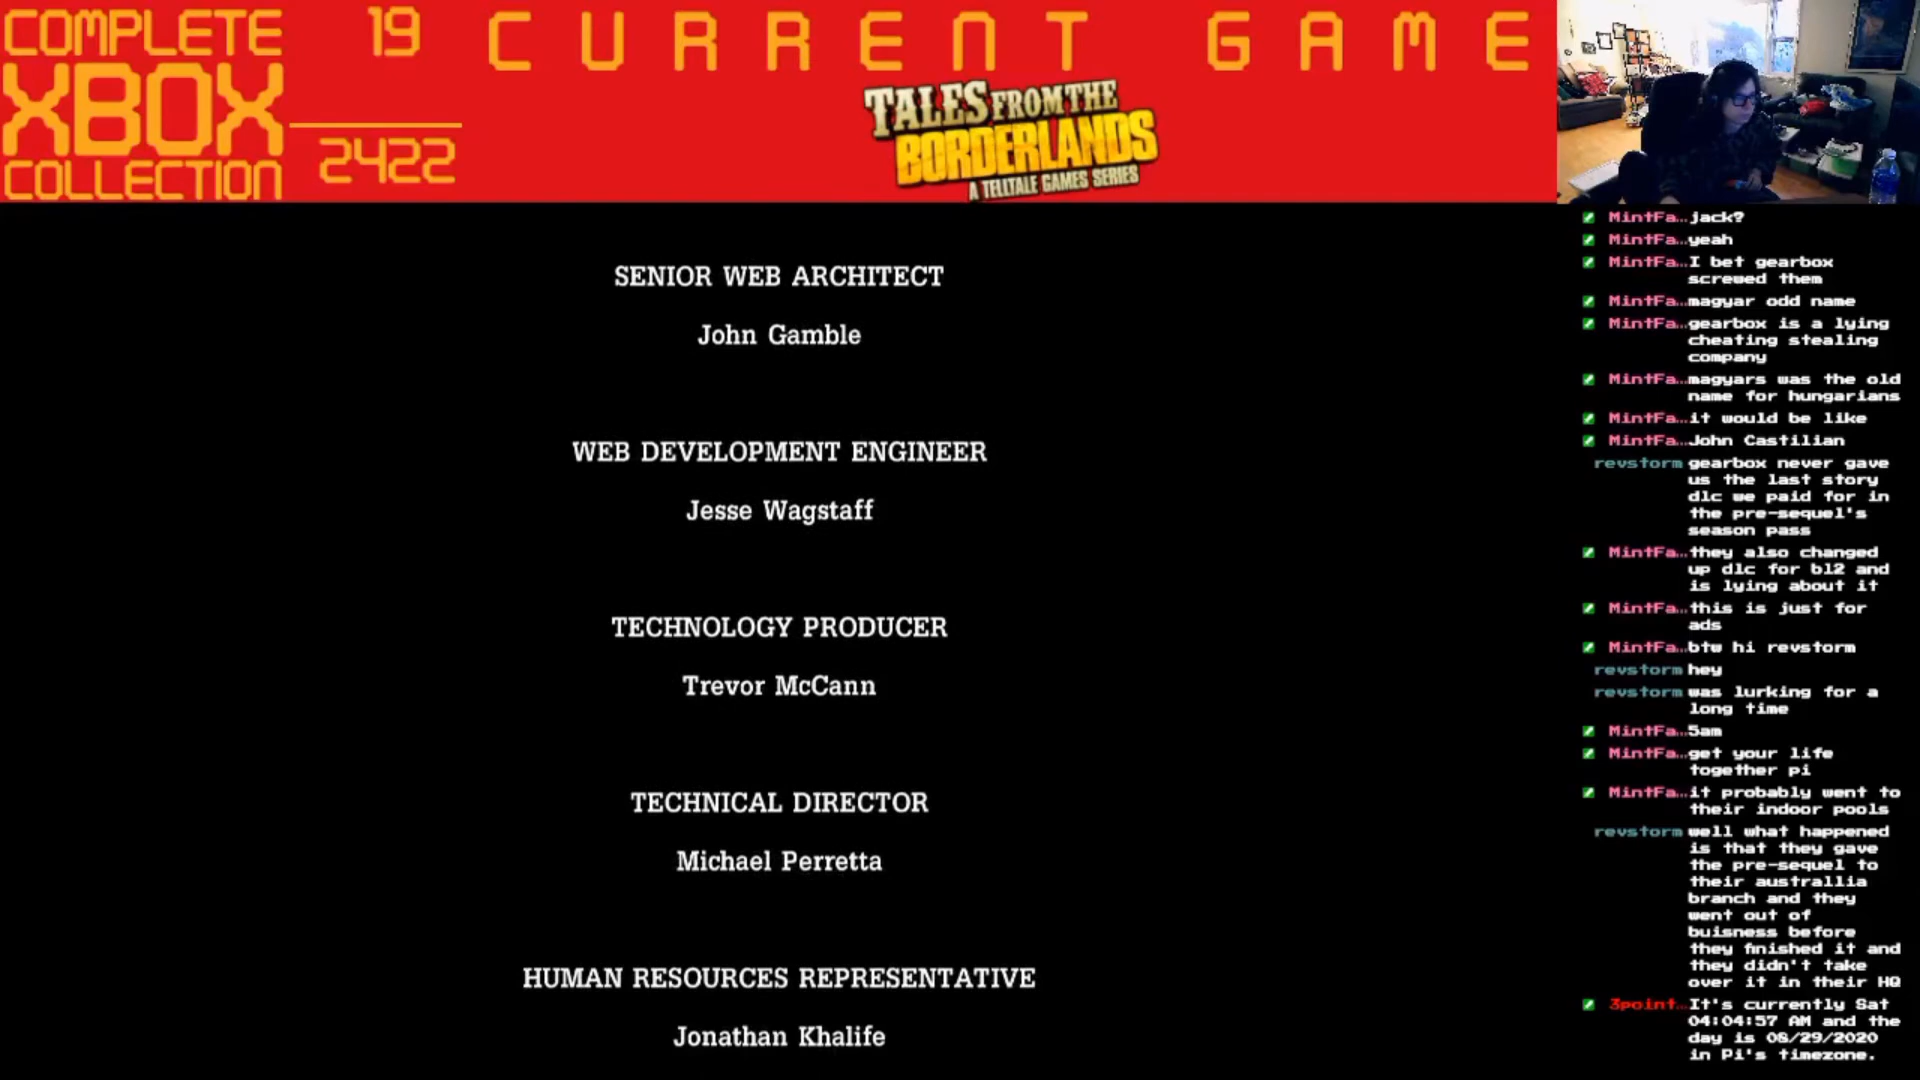 COMPLETE
XBOX
COLLECTION
19
2422
CURRENT GAME
TALES FROM THE
BORDERLANDS
A TELLTALE GAMES SERIES
SENIOR WEB ARCHITECT
John Gamble
WEB DEVELOPMENT ENGINEER
Jesse Wagstaff
TECHNOLOGY PRODUCER
Trevor McCann
TECHNICAL DIRECTOR
Michael Perretta
HUMAN RESOURCES REPRESENTATIVE
Jonathan Khalife
MintFa…jack?
MintFa…yeah
MintFa…I bet gearbox
screwed them
MintFa…magyar odd name
MintFa…gearbox is a lying
cheating stealing
company
MintFa…magyars was the old
name for hungarians
MintFa…it would be like
MintFa…John Castilian
revstorm gearbox never gave
us the last story
dlc we paid for in
the pre-sequel's
season pass
MintFa…they also changed
up dlc for bl2 and
is lying about it
MintFa…this is just for
ads
MintFa…btw hi revstorm
revstorm hey
revstorm was lurking for a
long time
MintFa…5am
MintFa…get your life
together pi
MintFa…it probably went to
their indoor pools
revstorm well what happened
is that they gave
the pre-sequel to
their australlia
branch and they
went out of
buisness before
they finished it and
they didn't take
over it in their HQ
3point…It's currently Sat
04:04:57 AM and the
day is 08/29/2020
in Pi's timezone.